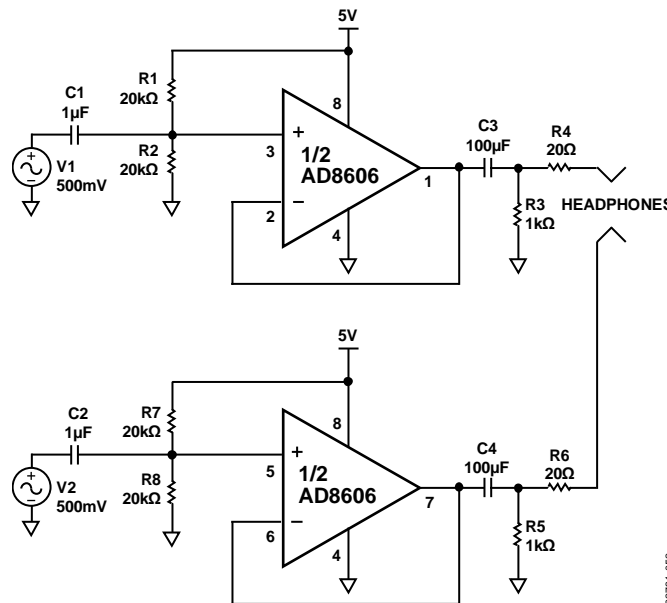 5V
R1
20kΩ
C1
1µF
8
C3
100µF
R4
20Ω
R2
20kΩ
+
3
1/2
AD8606
1
V1
500mV
2
−
4
R3
1kΩ
HEADPHONES
5V
R7
20kΩ
C2
1µF
8
C4
100µF
R6
20Ω
R8
20kΩ
+
5
1/2
AD8606
7
V2
500mV
6
−
4
R5
1kΩ